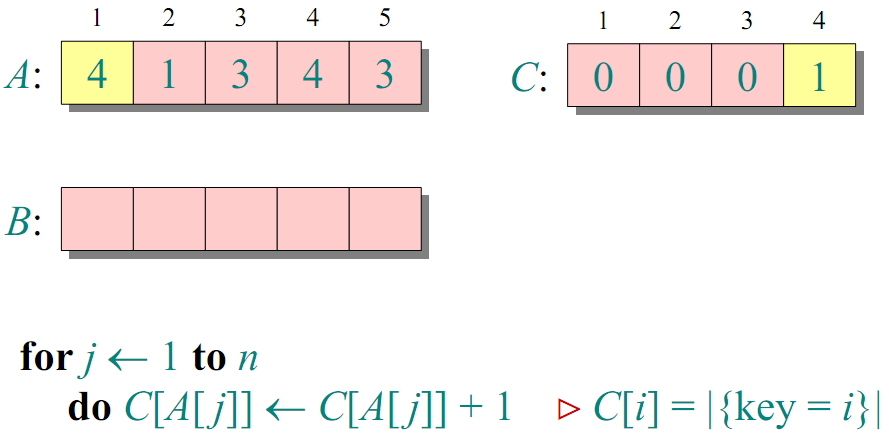 1 2 3 4 5
A: 4 1 3 4 3
1 2 3 4
C: 0 0 0 1
B:
for j ← 1 to n
do C[A[j]] ← C[A[j]] + 1 ▷ C[i] = |{key = i}|